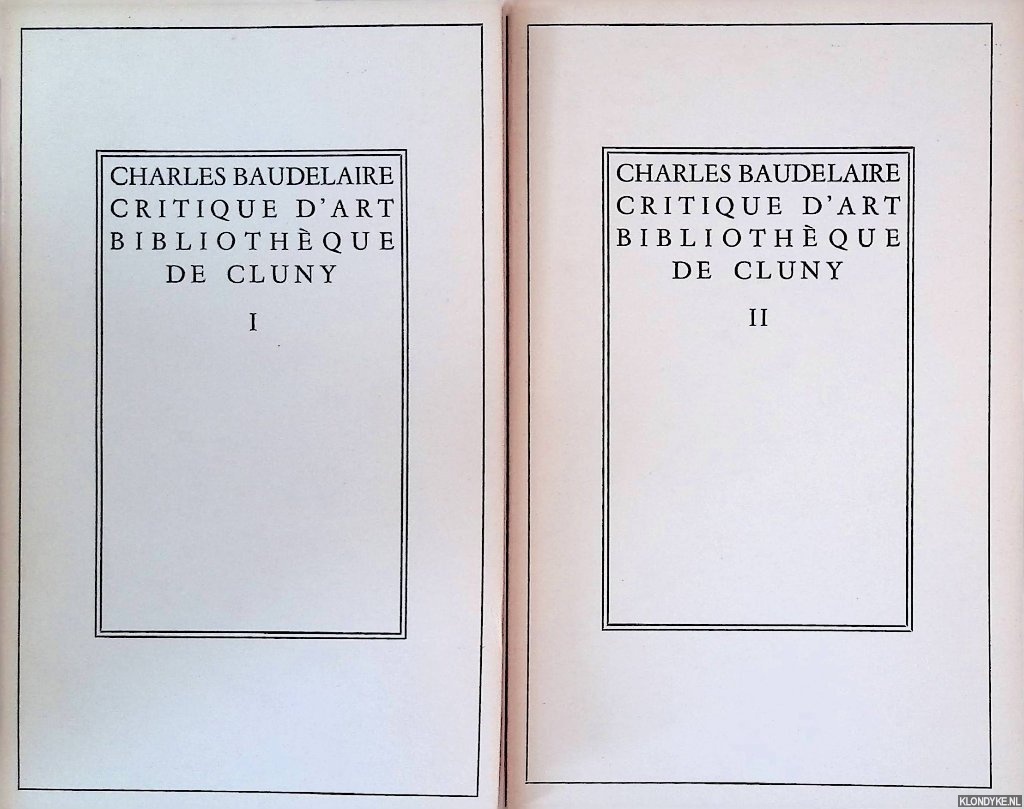 CHARLES BAUDELAIRE
CRITIQUE D'ART
BIBLIOTHÈQUE
DE CLUNY
I
CHARLES BAUDELAIRE
CRITIQUE D'ART
BIBLIOTHÈQUE
DE CLUNY
II
KLONDYKE.NL